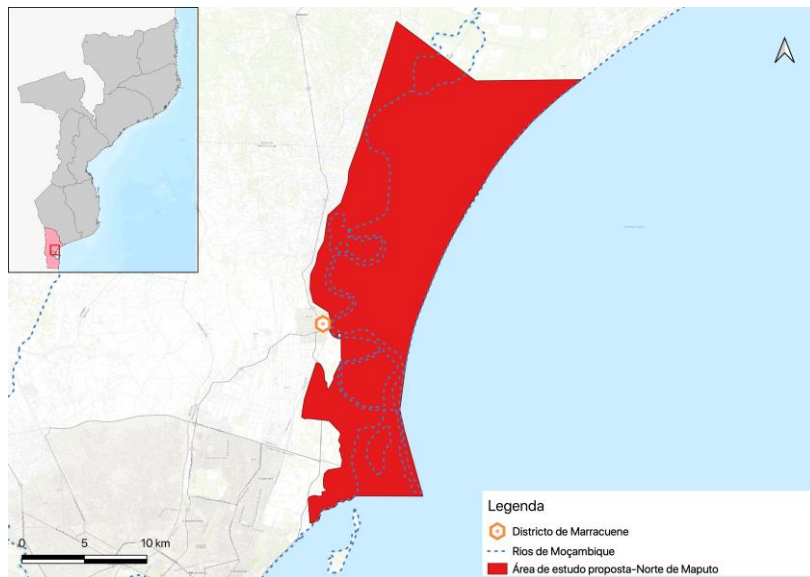 0 5 10 km
Legenda
Districto de Marracuene
Rios de Moçambique
Área de estudo proposta-Norte de Maputo